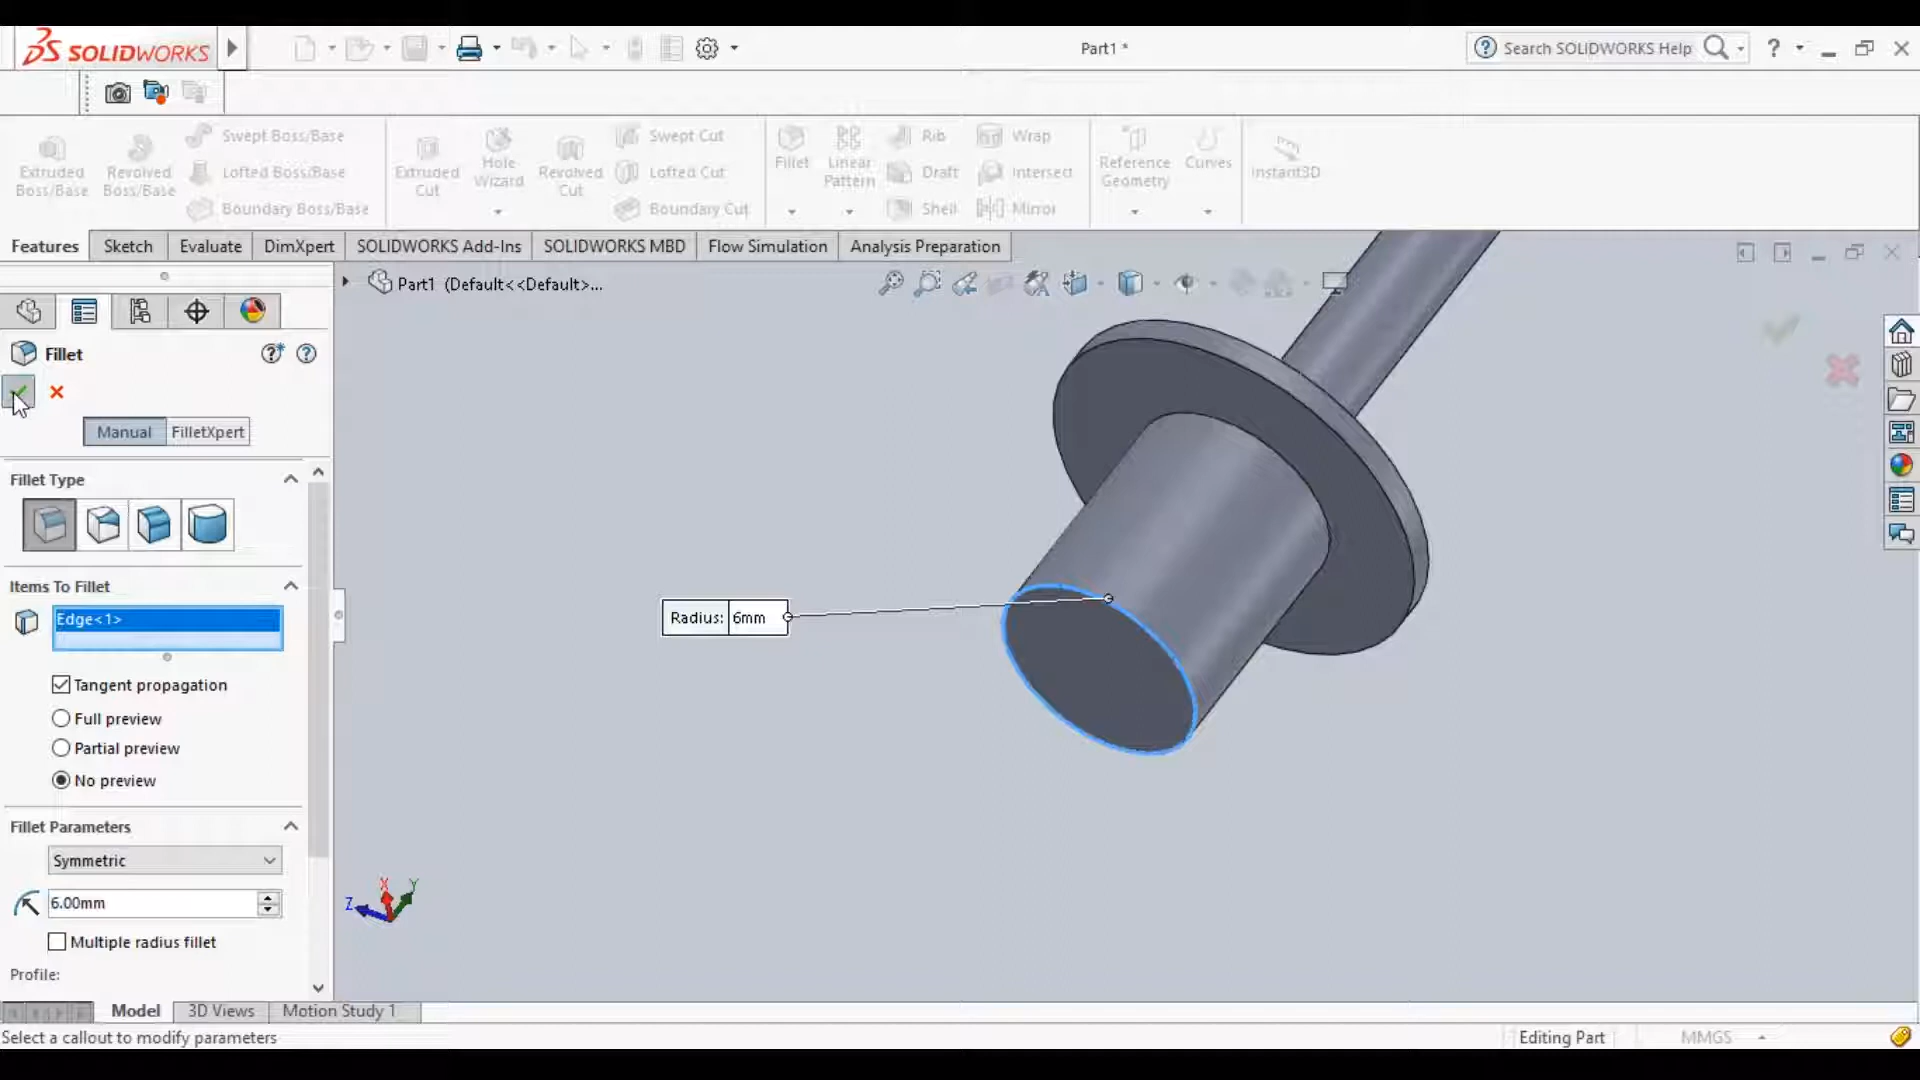 SOLIDWORKS
Part1 *
Search SOLIDWORKS Help
?
Extruded Boss/Base
Revolved Boss/Base
Swept Boss/Base
Lofted Boss/Base
Boundary Boss/Base
Extruded Cut
Hole Wizard
Revolved Cut
Swept Cut
Lofted Cut
Boundary Cut
Fillet
Linear Pattern
Rib
Draft
Shell
Wrap
Intersect
Mirror
Reference Geometry
Curves
Instant3D
Features
Sketch
Evaluate
DimXpert
SOLIDWORKS Add-Ins
SOLIDWORKS MBD
Flow Simulation
Analysis Preparation
Part1 (Default<<Default>...
Fillet
Manual
FilletXpert
Fillet Type
Items To Fillet
Edge<1>
Tangent propagation
Full preview
Partial preview
No preview
Fillet Parameters
Symmetric
6.00mm
Multiple radius fillet
Profile:
Radius: 6mm
X
Y
Z
Model
3D Views
Motion Study 1
Select a callout to modify parameters
Editing Part
MMGS